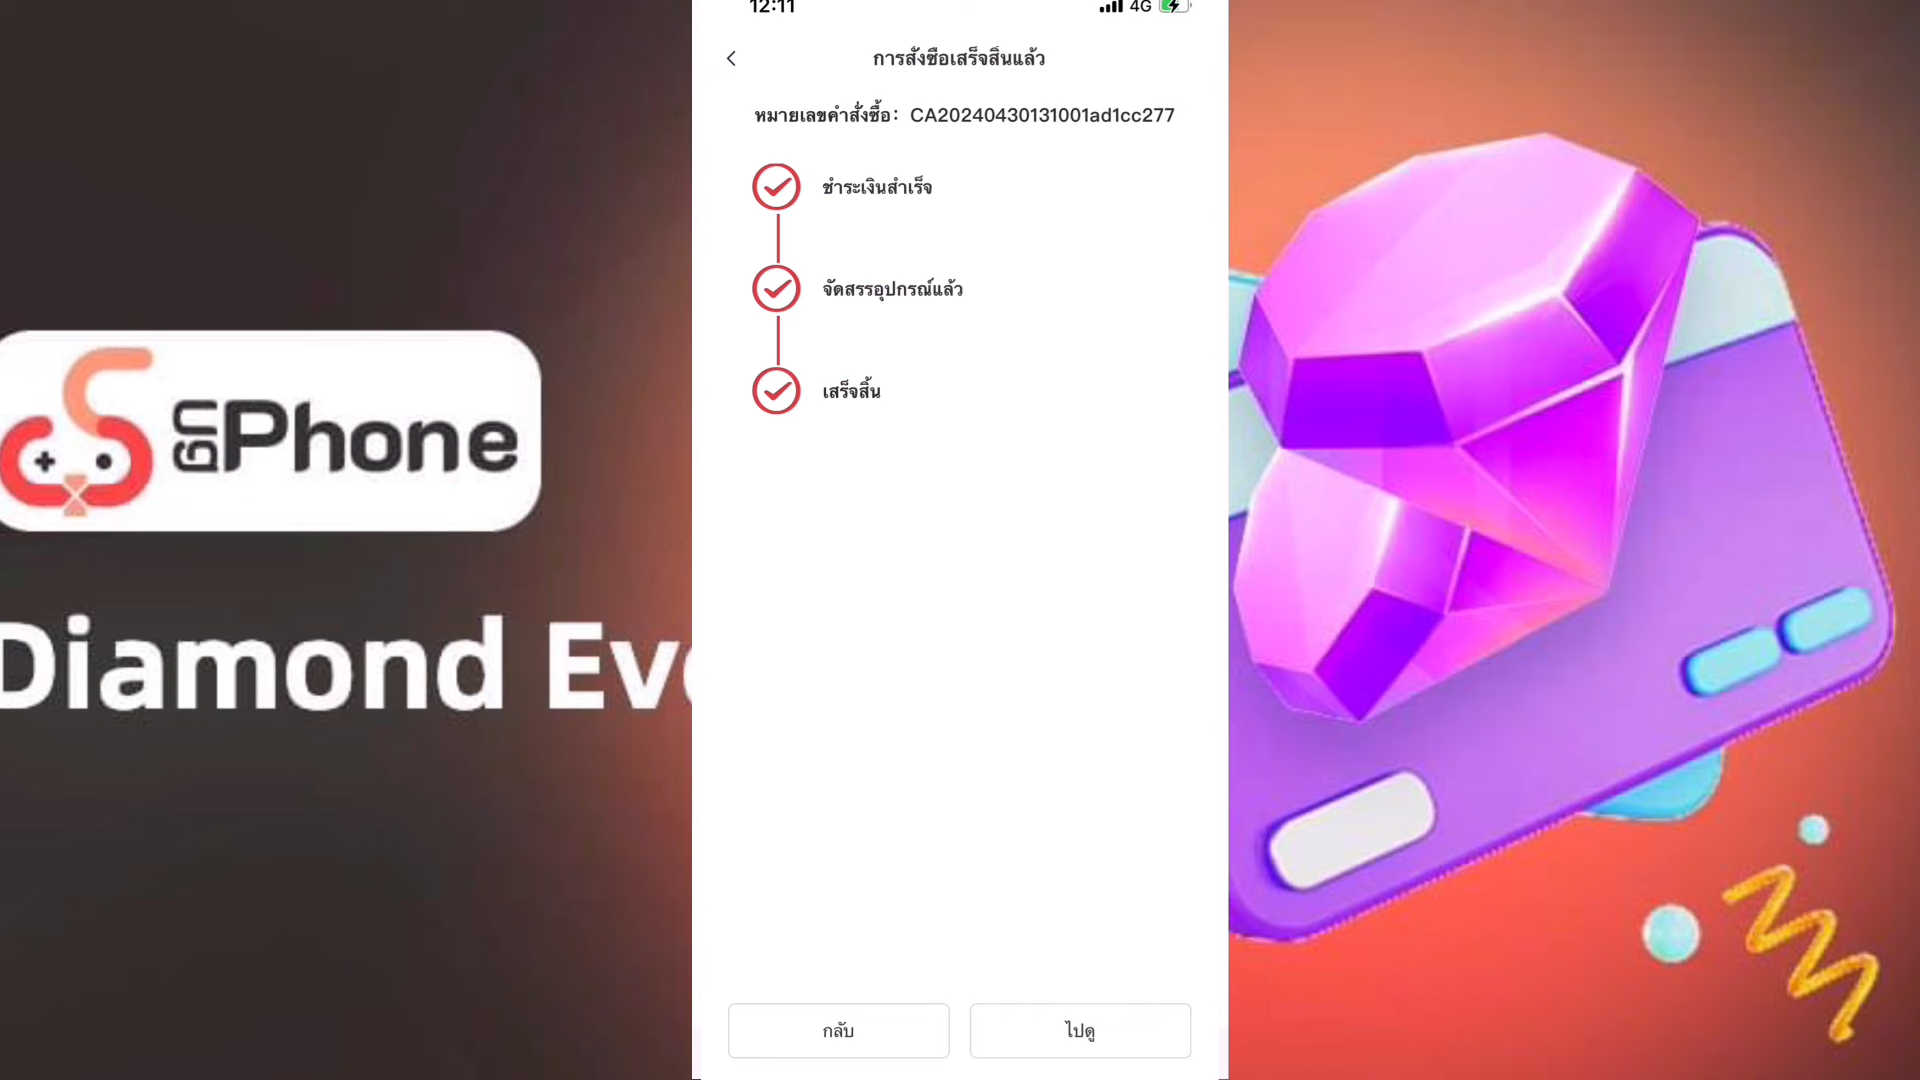 12:11
4G
การสั่งซื้อเสร็จสิ้นแล้ว
หมายเลขคำสั่งซื้อ: CA20240430131001ad1cc277
ชำระเงินสำเร็จ
จัดสรรอุปกรณ์แล้ว
เสร็จสิ้น
Phone
Diamond Eve
กลับ
ไปดู